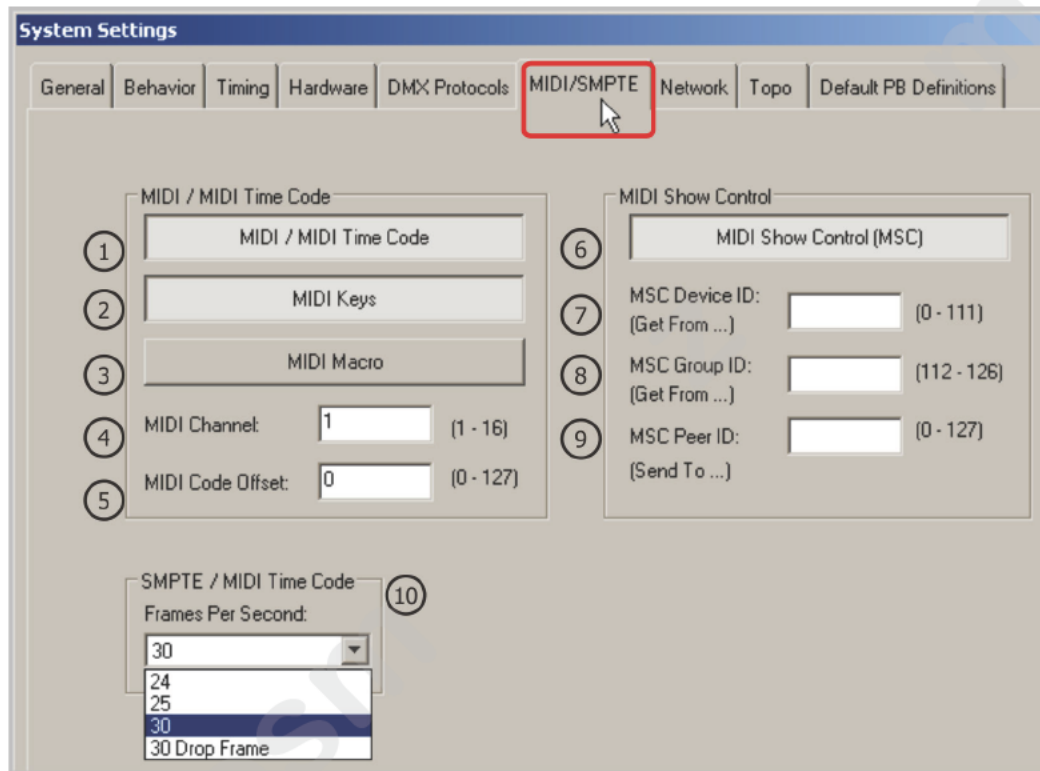 System Settings
General Behavior Timing Hardware DMX Protocols MIDI/SMPTE Network Topo Default PB Definitions
MIDI / MIDI Time Code
1 MIDI / MIDI Time Code
2 MIDI Keys
3 MIDI Macro
4 MIDI Channel: 1 (1 - 16)
5 MIDI Code Offset: 0 (0 - 127)
MIDI Show Control
6 MIDI Show Control (MSC)
7 MSC Device ID: (0 - 111)
(Get From ...)
8 MSC Group ID: (112 - 126)
(Get From ...)
9 MSC Peer ID: (0 - 127)
(Send To ...)
SMPTE / MIDI Time Code 10
Frames Per Second:
30
24
25
30
30 Drop Frame